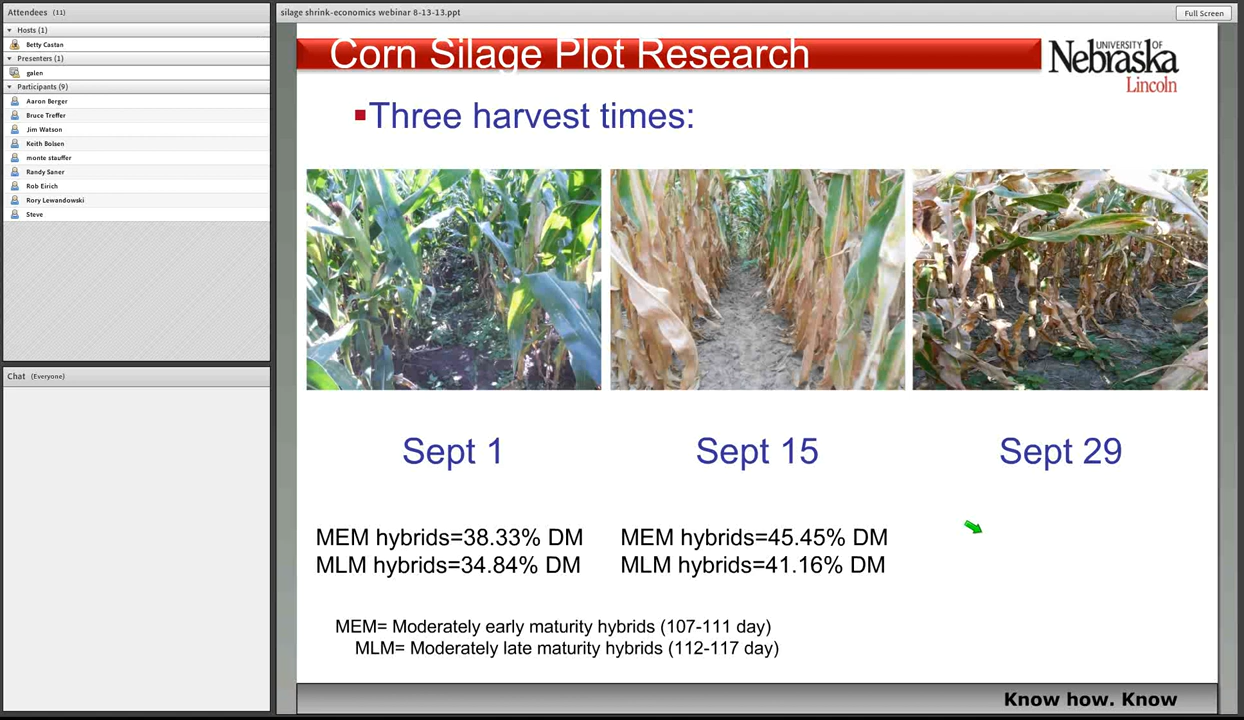 Attendees (11)
Hosts (1)
Betty Castan
Presenters (1)
galen
Participants (9)
Aaron Berger
Bruce Treffer
Jim Watson
Keith Bolsen
monte stauffer
Randy Saner
Rob Eirich
Rory Lewandowski
Steve
Chat (Everyone)
silage shrink-economics webinar 8-13-13.ppt
Full Screen
Corn Silage Plot Research
UNIVERSITY OF
Nebraska
Lincoln
Three harvest times:
Sept 1 Sept 15 Sept 29
MEM hybrids=38.33% DM MEM hybrids=45.45% DM
MLM hybrids=34.84% DM MLM hybrids=41.16% DM
MEM= Moderately early maturity hybrids (107-111 day)
MLM= Moderately late maturity hybrids (112-117 day)
Know how. Know